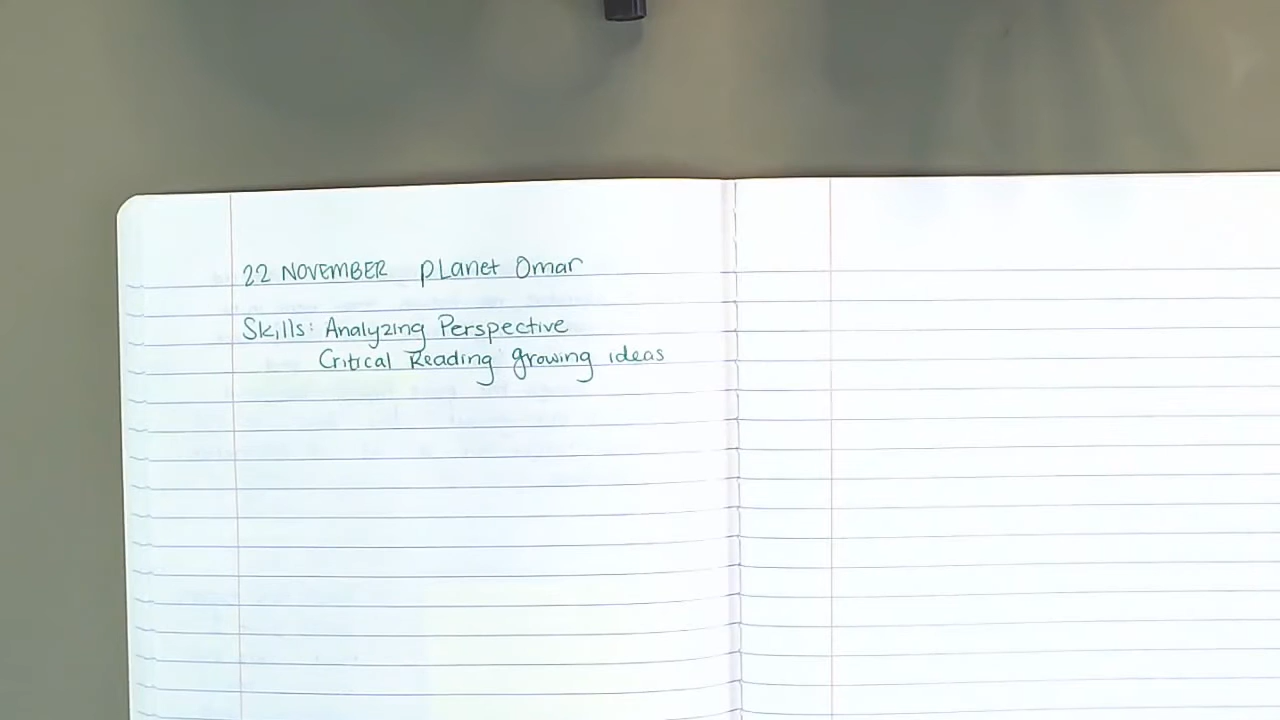 22 NOVEMBER pLanet Omar
Skills: Analyzing Perspective
Critical Reading growing ideas